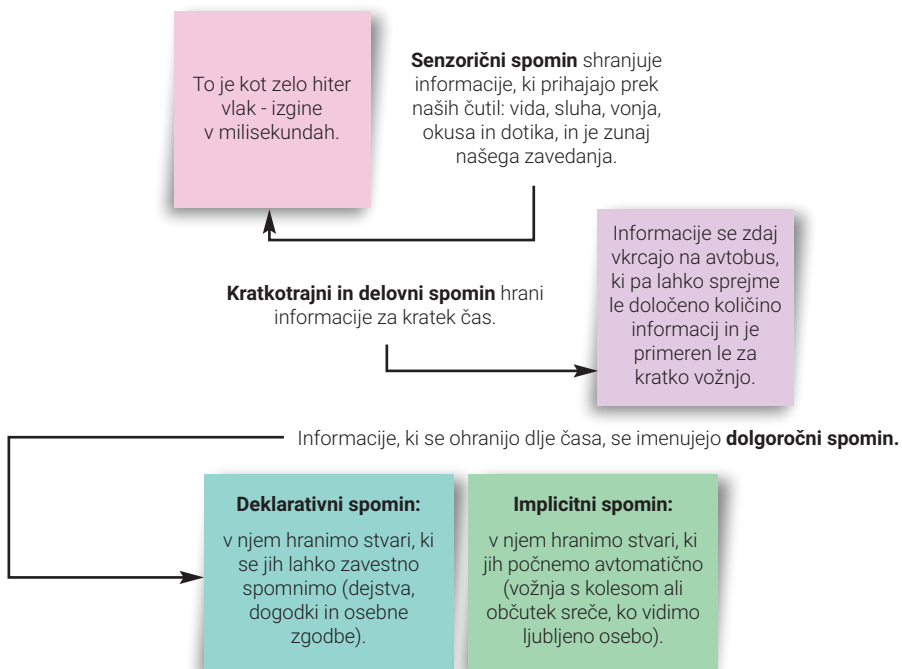 To je kot zelo hiter
vlak - izgine
v milisekundah.
Senzorični spomin shranjuje
informacije, ki prihajajo prek
naših čutil: vida, sluha, vonja,
okusa in dotika, in je zunaj
našega zavedanja.
Kratkotrajni in delovni spomin hrani
informacije za kratek čas.
Informacije se zdaj
vkrcajo na avtobus,
ki pa lahko sprejme
le določeno količino
informacij in je
primeren le za
kratko vožnjo.
Informacije, ki se ohranijo dlje časa, se imenujejo dolgoročni spomin.
Deklarativni spomin:
v njem hranimo stvari, ki
se jih lahko zavestno
spomnimo (dejstva,
dogodki in osebne
zgodbe).
Implicitni spomin:
v njem hranimo stvari, ki
jih počnemo avtomatično
(vožnja s kolesom ali
občutek sreče, ko vidimo
ljubljeno osebo).